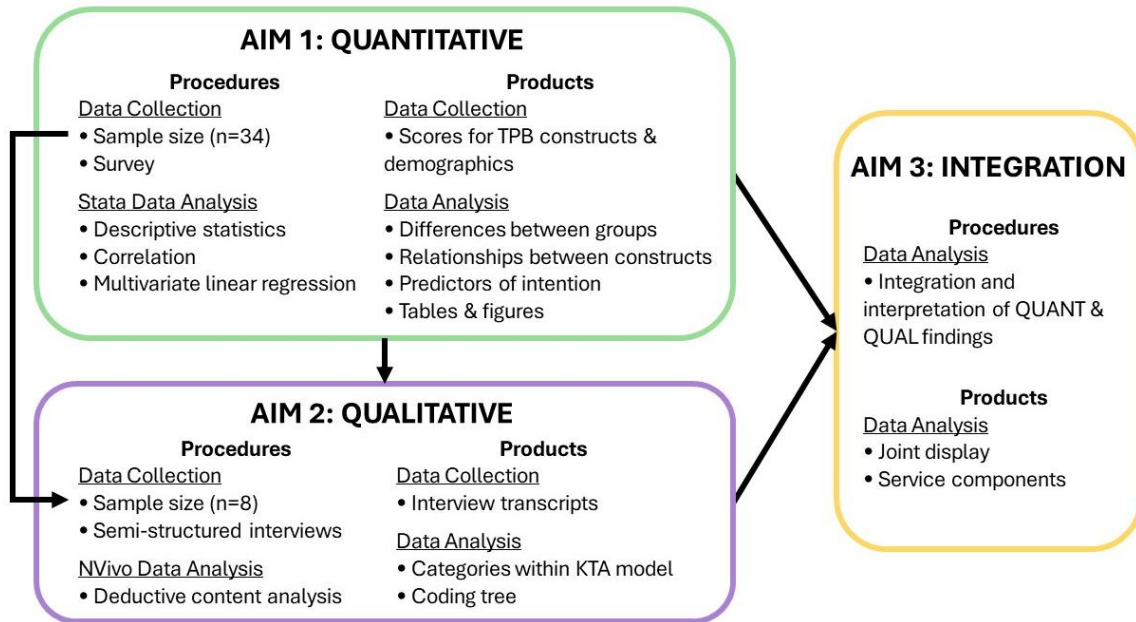 AIM 1: QUANTITATIVE
Procedures
Data Collection
• Sample size (n=34)
• Survey
Stata Data Analysis
• Descriptive statistics
• Correlation
• Multivariate linear regression
Products
Data Collection
• Scores for TPB constructs &
demographics
Data Analysis
• Differences between groups
• Relationships between constructs
• Predictors of intention
• Tables & figures
AIM 2: QUALITATIVE
Procedures
Data Collection
• Sample size (n=8)
• Semi-structured interviews
NVivo Data Analysis
• Deductive content analysis
Products
Data Collection
• Interview transcripts
Data Analysis
• Categories within KTA model
• Coding tree
AIM 3: INTEGRATION
Procedures
Data Analysis
• Integration and
interpretation of QUANT &
QUAL findings
Products
Data Analysis
• Joint display
• Service components